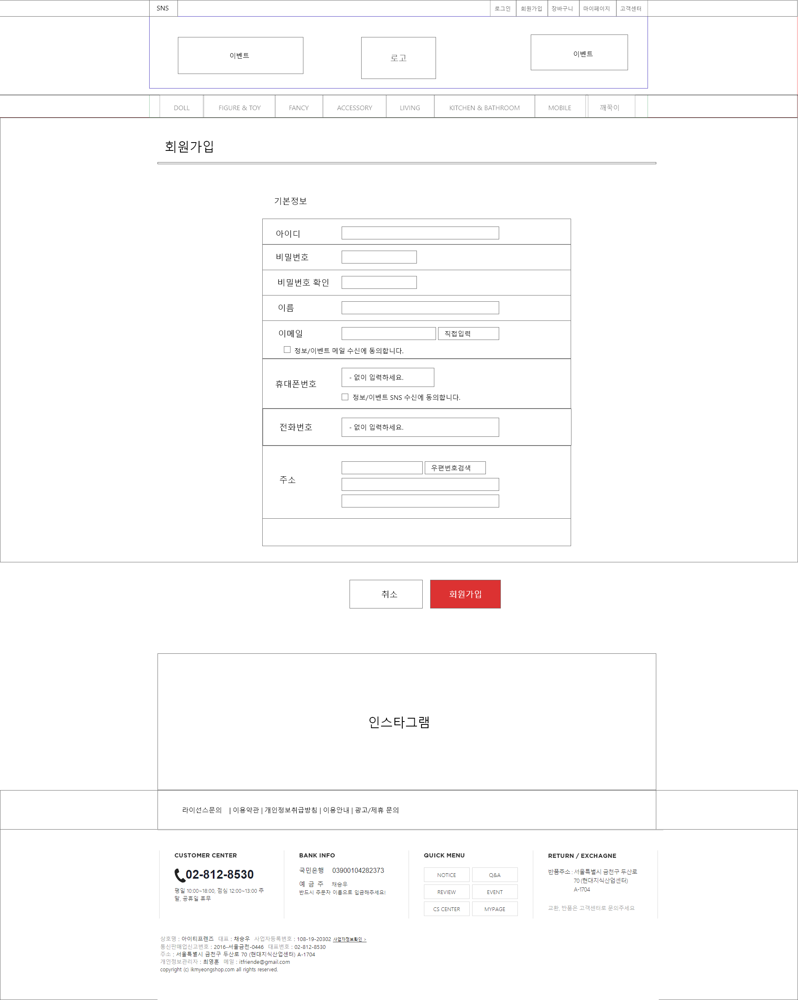 SNS
로그인
회원가입
장바구니
마이페이지
고객센터
이벤트
로고
이벤트
DOLL
FIGURE & TOY
FANCY
ACCESSORY
LIVING
KITCHEN & BATHROOM
MOBILE
깨꾹이
회원가입
기본정보
아이디
비밀번호
비밀번호 확인
이름
이메일
직접입력
정보/이벤트 메일 수신에 동의합니다.
휴대폰번호
- 없이 입력하세요.
정보/이벤트 SNS 수신에 동의합니다.
전화번호
- 없이 입력하세요.
주소
우편번호검색
취소
회원가입
인스타그램
라이선스문의 | 이용약관 | 개인정보취급방침 | 이용안내 | 광고/제휴 문의
CUSTOMER CENTER
02-812-8530
평일 10:00~18:00, 점심 12:00~13:00 주
말, 공휴일 휴무
BANK INFO
국민은행 03900104282373
예 금 주 채승우
반드시 주문자 이름으로 입금해주세요!
QUICK MENU
NOTICE
Q&A
REVIEW
EVENT
CS CENTER
MYPAGE
RETURN / EXCHAGNE
반품주소 : 서울특별시 금천구 두산로
70 (현대지식산업센터)
A-1704
교환, 반품은 고객센터로 문의주세요
상호명 : 아이티프렌즈 대표 : 채승우 사업자등록번호 : 108-19-20302 사업자정보확인 >
통신판매업신고번호 : 2016-서울금천-0446 대표번호 : 02-812-8530
주소 : 서울특별시 금천구 두산로 70 (현대지식산업센터) A-1704
개인정보관리자 : 최영훈 메일 : itfriende@gmail.com
copyright (c) ikmyeongshop.com all rights reserved.